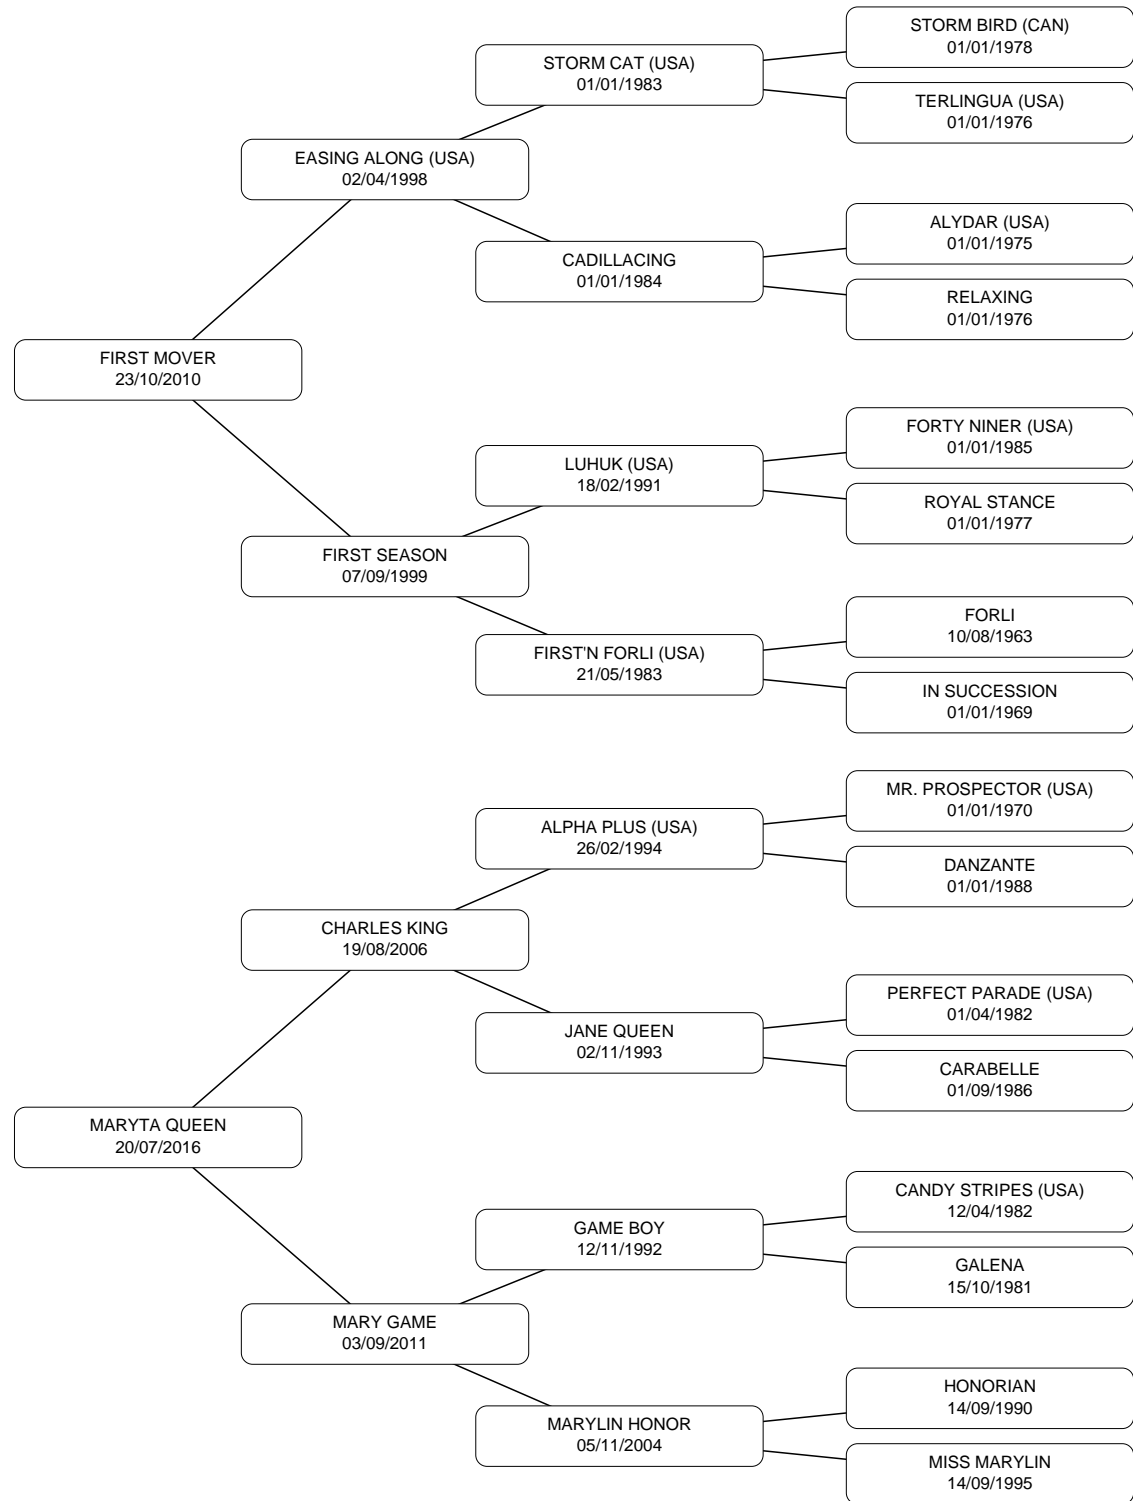 STORM BIRD (CAN)
01/01/1978
STORM CAT (USA)
01/01/1983
TERLINGUA (USA)
01/01/1976
EASING ALONG (USA)
02/04/1998
ALYDAR (USA)
01/01/1975
CADILLACING
01/01/1984
RELAXING
01/01/1976
FIRST MOVER
23/10/2010
FORTY NINER (USA)
01/01/1985
LUHUK (USA)
18/02/1991
ROYAL STANCE
01/01/1977
FIRST SEASON
07/09/1999
FORLI
10/08/1963
FIRST'N FORLI (USA)
21/05/1983
IN SUCCESSION
01/01/1969
MR. PROSPECTOR (USA)
01/01/1970
ALPHA PLUS (USA)
26/02/1994
DANZANTE
01/01/1988
CHARLES KING
19/08/2006
PERFECT PARADE (USA)
01/04/1982
JANE QUEEN
02/11/1993
CARABELLE
01/09/1986
MARYTA QUEEN
20/07/2016
CANDY STRIPES (USA)
12/04/1982
GAME BOY
12/11/1992
GALENA
15/10/1981
MARY GAME
03/09/2011
HONORIAN
14/09/1990
MARYLIN HONOR
05/11/2004
MISS MARYLIN
14/09/1995